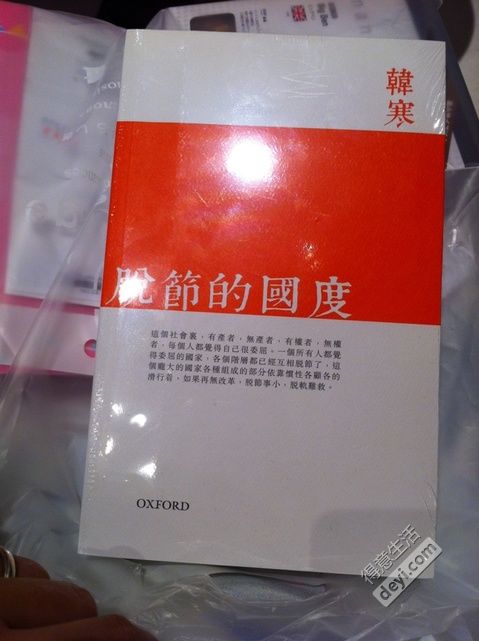 韓寒
脫節的國度
這個社會裏，有產者，無產者，有權者，無權
者，每個人都覺得自己很委屈。一個所有人都覺
得委屈的國家，各個階層都已經互相脫節了，這
個龐大的國家各種組成的部分依靠慣性各顧各的
滑行着，如果再無改革，脫節事小，脫軌難救。
OXFORD
得意生活
deyi.com